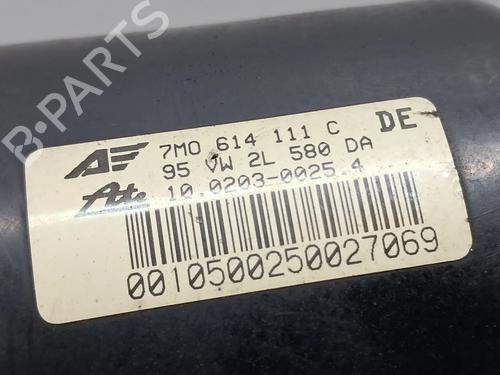 B-PARTS
7M0 614 111 C DE
95 VW 2L 580 DA
Ate 10.0203-0025.4
0010500250027069